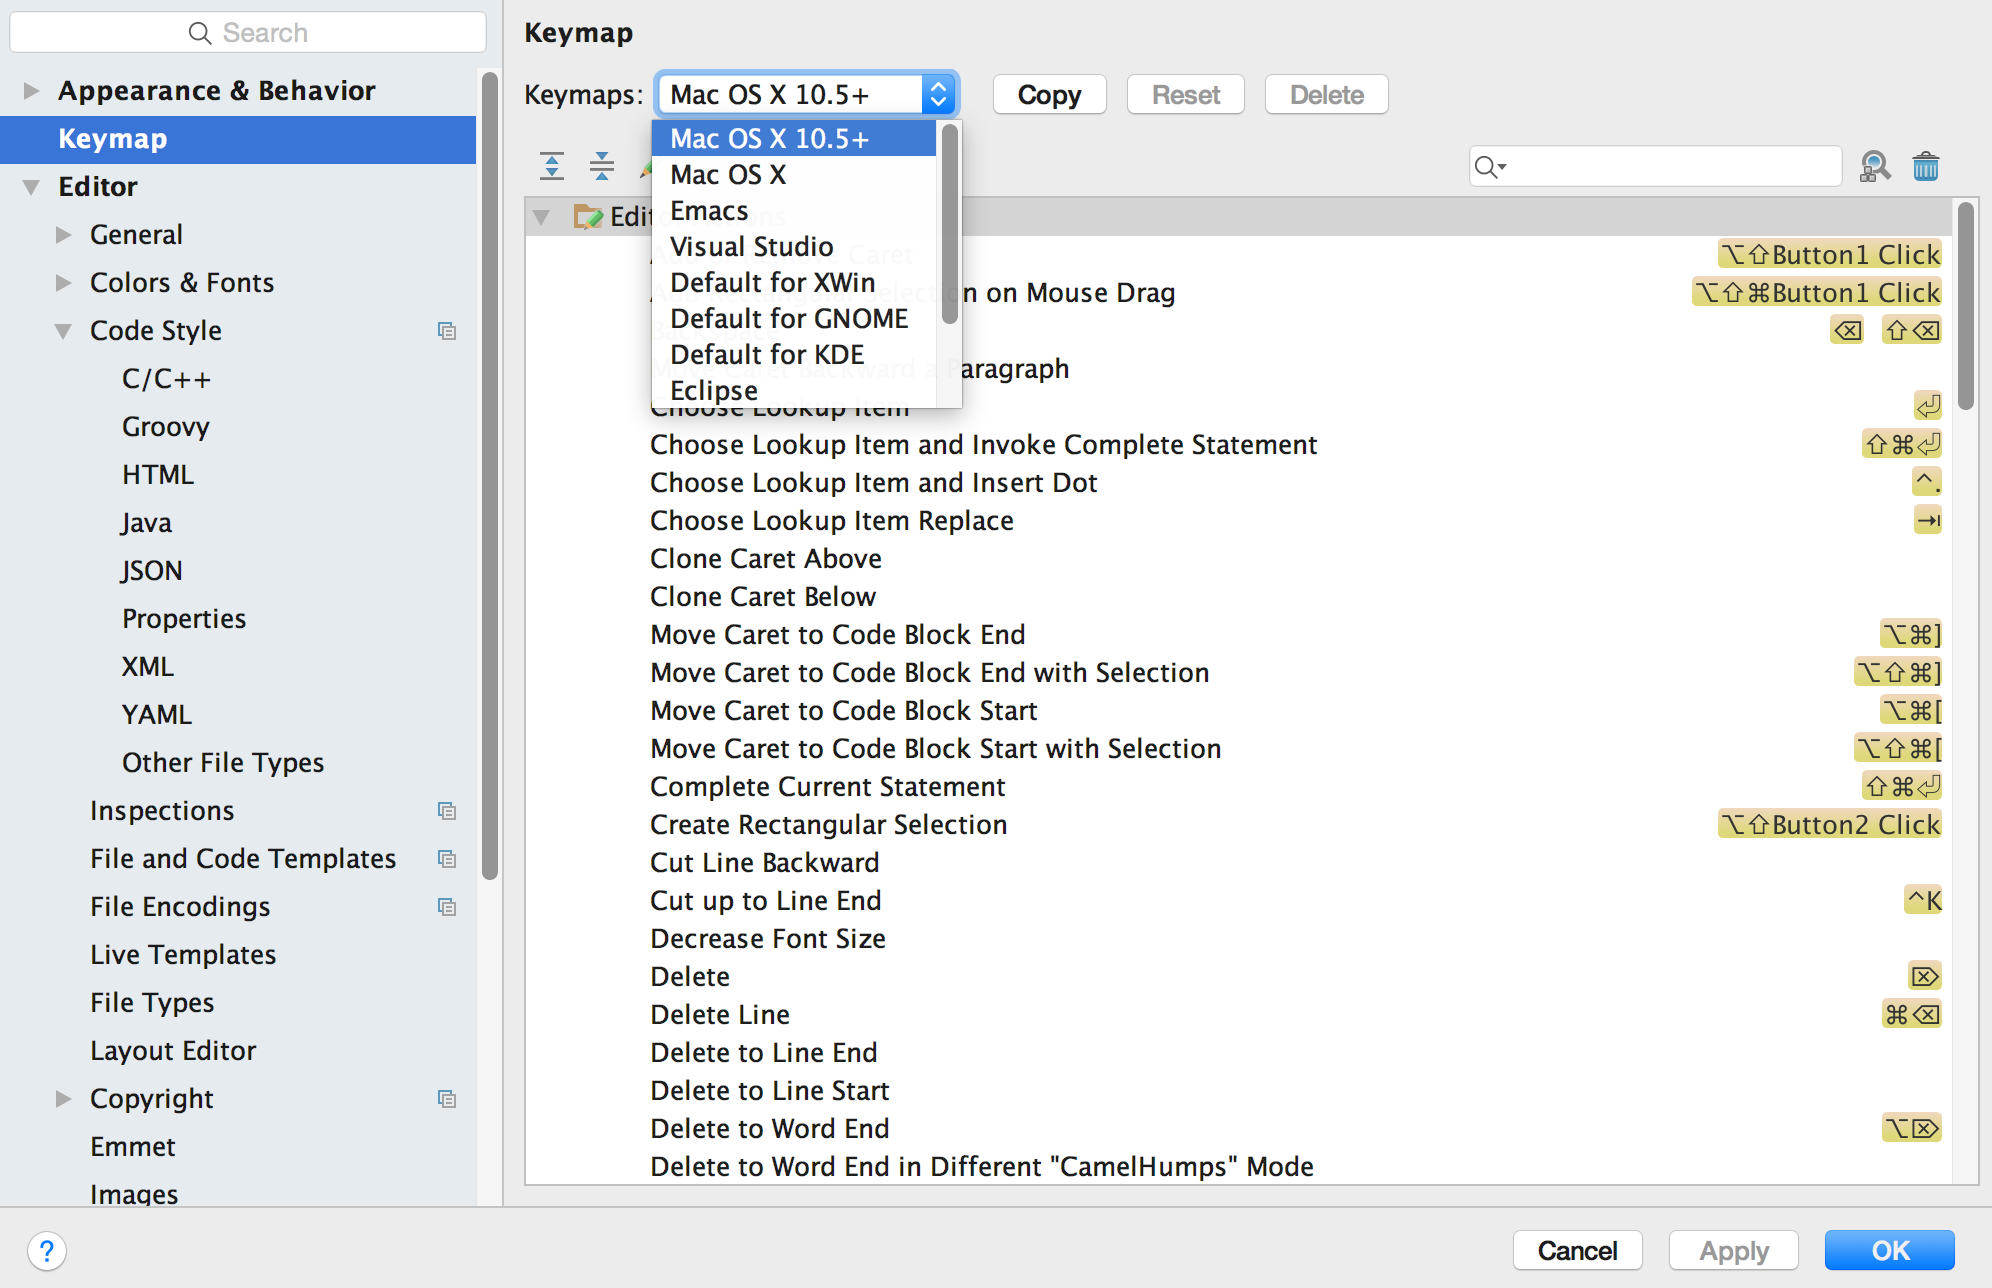 Search
Appearance & Behavior
Keymap
Editor
General
Colors & Fonts
Code Style
C/C++
Groovy
HTML
Java
JSON
Properties
XML
YAML
Other File Types
Inspections
File and Code Templates
File Encodings
Live Templates
File Types
Layout Editor
Copyright
Emmet
Images
?
Keymap
Keymaps: Mac OS X 10.5+ Copy Reset Delete
Mac OS X 10.5+
Mac OS X
Emacs
Visual Studio
Default for XWin
Default for GNOME
Default for KDE
Eclipse
⌥⇧Button1 Click
n on Mouse Drag ⌥⇧⌘Button1 Click
⌫ ⇧⌫
Paragraph
Choose Lookup Item ⏎
Choose Lookup Item and Invoke Complete Statement ⇧⌘⏎
Choose Lookup Item and Insert Dot ^.
Choose Lookup Item Replace ⇥
Clone Caret Above
Clone Caret Below
Move Caret to Code Block End ⌥⌘]
Move Caret to Code Block End with Selection ⌥⇧⌘]
Move Caret to Code Block Start ⌥⌘[
Move Caret to Code Block Start with Selection ⌥⇧⌘[
Complete Current Statement ⇧⌘⏎
Create Rectangular Selection ⌥⇧Button2 Click
Cut Line Backward
Cut up to Line End ^K
Decrease Font Size
Delete ⌦
Delete Line ⌘⌫
Delete to Line End
Delete to Line Start
Delete to Word End ⌥⌦
Delete to Word End in Different "CamelHumps" Mode
Cancel Apply OK